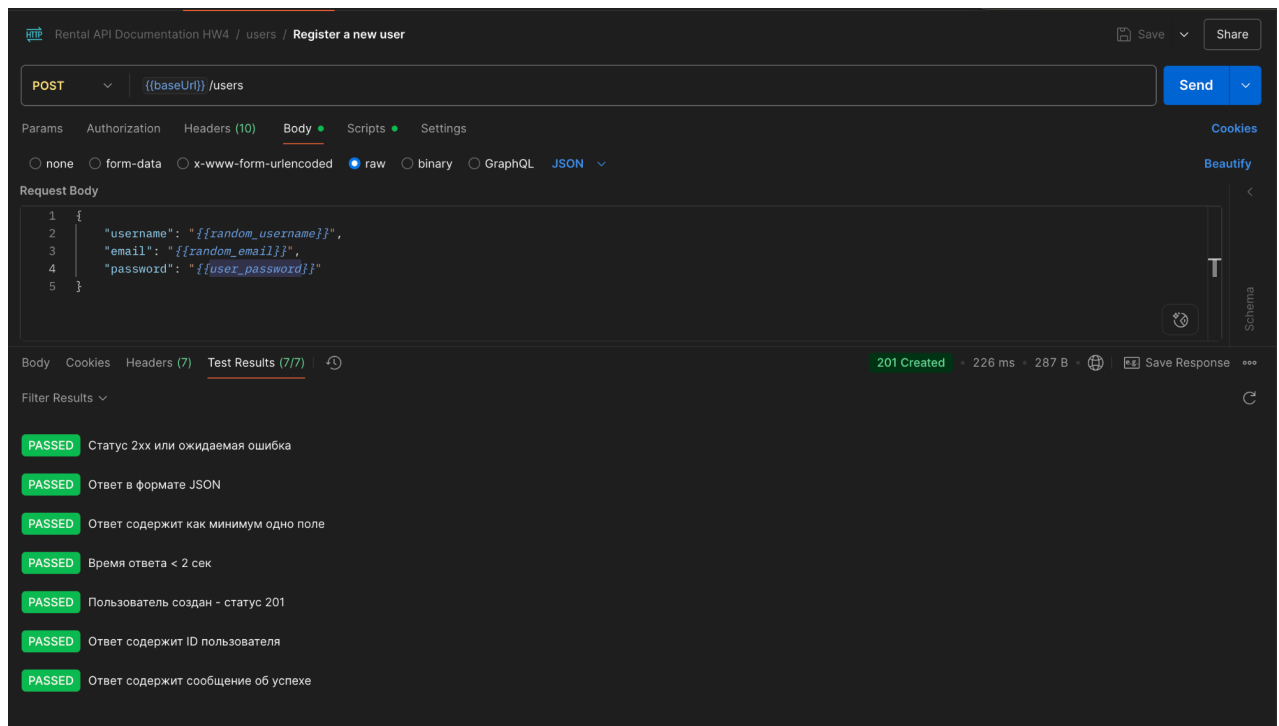 HTTP Rental API Documentation HW4 / users / Register a new user Save Share
POST {{baseUrl}} /users Send
Params Authorization Headers (10) Body Scripts Settings Cookies
none form-data x-www-form-urlencoded raw binary GraphQL JSON Beautify
Request Body
1 {
2 "username": "{{random_username}}",
3 "email": "{{random_email}}",
4 "password": "{{user_password}}"
5 }
T
Schema
Body Cookies Headers (7) Test Results (7/7) 201 Created 226 ms 287 B e.g. Save Response
Filter Results
PASSED Статус 2xx или ожидаемая ошибка
PASSED Ответ в формате JSON
PASSED Ответ содержит как минимум одно поле
PASSED Время ответа < 2 сек
PASSED Пользователь создан - статус 201
PASSED Ответ содержит ID пользователя
PASSED Ответ содержит сообщение об успехе